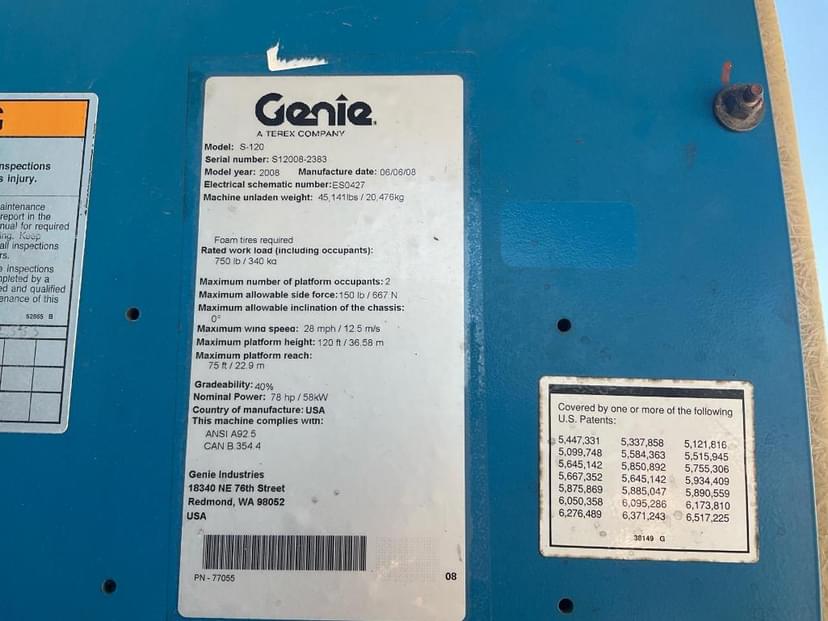 G
nspections
s injury.
aintenance
report in the
nual for required
ing. Keep
all inspections
rs.
e inspections
mpleted by a
ed and qualified
enance of this
52865 B
Genie.
A TEREX COMPANY
Model: S-120
Serial number: S12008-2383
Model year: 2008 Manufacture date: 06/06/08
Electrical schematic number:ES0427
Machine unladen weight: 45,141lbs / 20,476kg
Foam tires required
Rated work load (including occupants):
750 lb / 340 kg
Maximum number of platform occupants: 2
Maximum allowable side force: 150 lb / 667 N
Maximum allowable inclination of the chassis:
0°
Maximum wind speed: 28 mph / 12.5 m/s
Maximum platform height: 120 ft / 36.58 m
Maximum platform reach:
75 ft / 22.9 m
Gradeability: 40%
Nominal Power: 78 hp / 58kW
Country of manufacture: USA
This machine complies with:
ANSI A92.5
CAN B.354.4
Genie Industries
18340 NE 76th Street
Redmond, WA 98052
USA
PN - 77055 08
Covered by one or more of the following
U.S. Patents:
5,447,331 5,337,858 5,121,816
5,099,748 5,584,363 5,515,945
5,645,142 5,850,892 5,755,306
5,667,352 5,645,142 5,934,409
5,875,869 5,885,047 5,890,559
6,050,358 6,095,286 6,173,810
6,276,489 6,371,243 6,517,225
38149 G